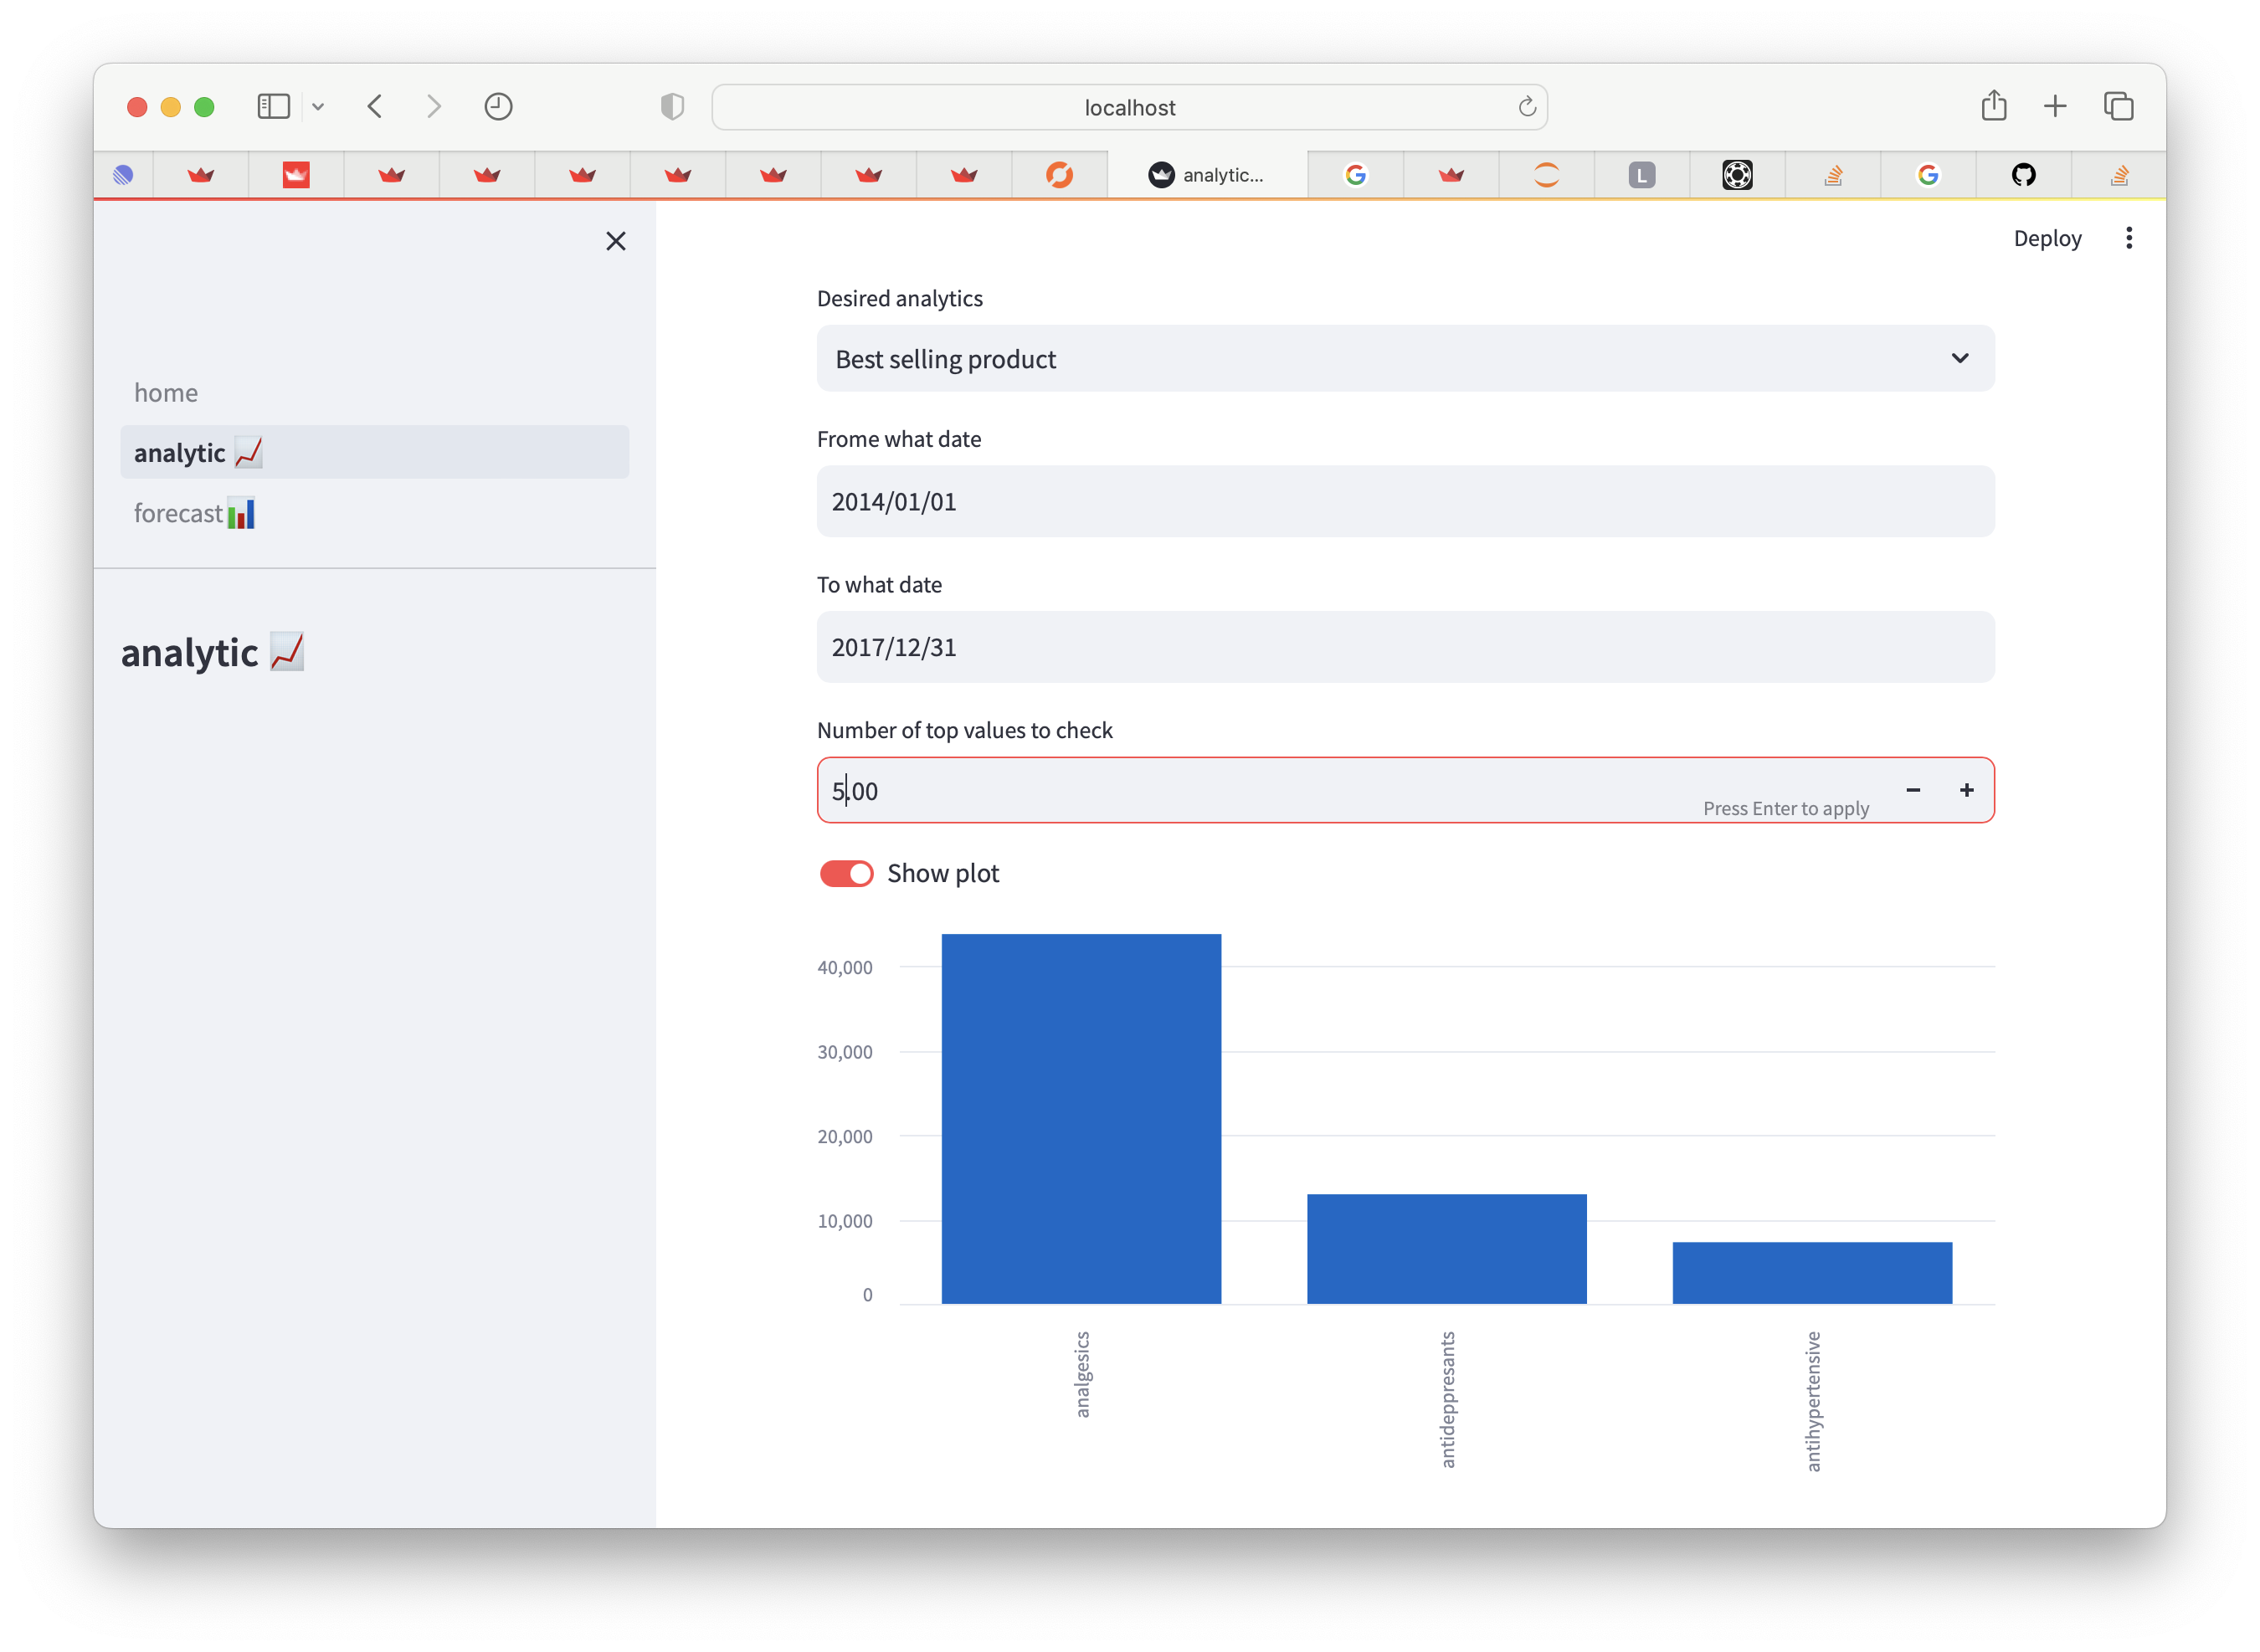 localhost
analytic...
L
Deploy
home
analytic
forecast
analytic
Desired analytics
Best selling product
Frome what date
2014/01/01
To what date
2017/12/31
Number of top values to check
5.00
Press Enter to apply
Show plot
40,000
30,000
20,000
10,000
0
analgesics
antideppresants
antihypertensive